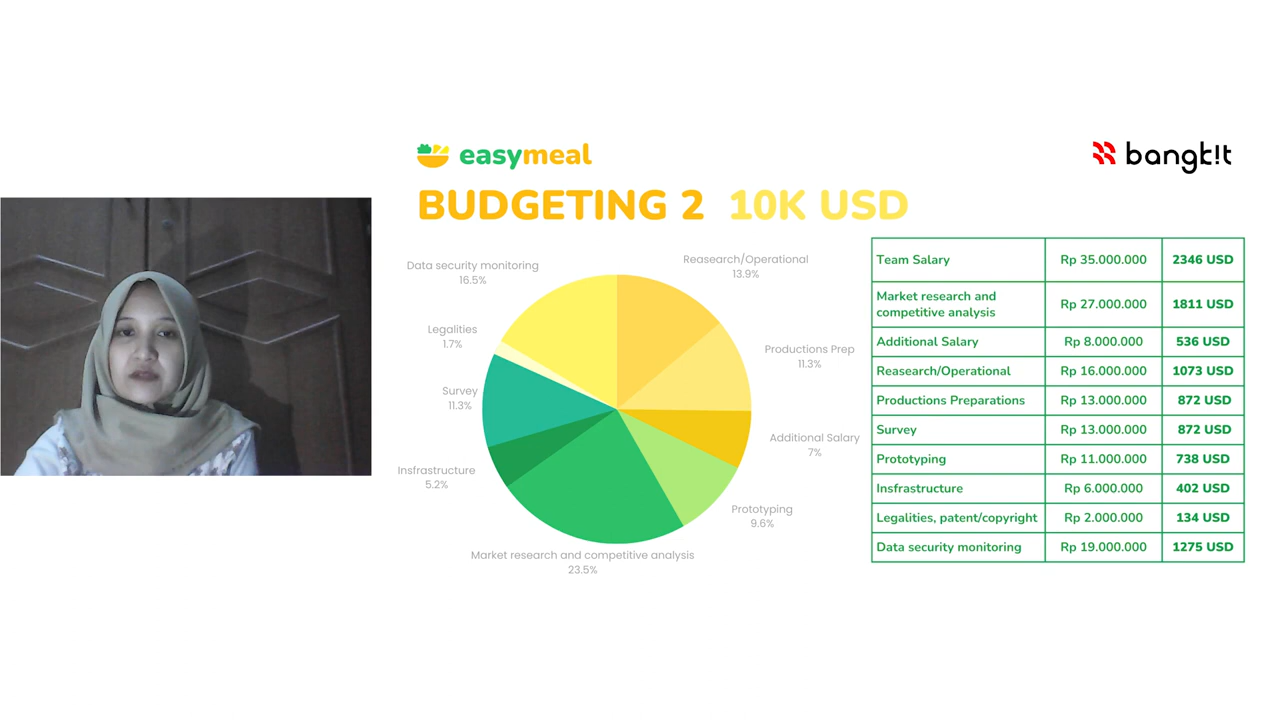 easymeal
bangk!t
BUDGETING 2 10K USD
Data security monitoring
16.5%
Reasearch/Operational
13.9%
Legalities
1.7%
Productions Prep
11.3%
Survey
11.3%
Additional Salary
7%
Insfrastructure
5.2%
Prototyping
9.6%
Market research and competitive analysis
23.5%
Team Salary Rp 35.000.000 2346 USD
Market research and
competitive analysis Rp 27.000.000 1811 USD
Additional Salary Rp 8.000.000 536 USD
Reasearch/Operational Rp 16.000.000 1073 USD
Productions Preparations Rp 13.000.000 872 USD
Survey Rp 13.000.000 872 USD
Prototyping Rp 11.000.000 738 USD
Insfrastructure Rp 6.000.000 402 USD
Legalities, patent/copyright Rp 2.000.000 134 USD
Data security monitoring Rp 19.000.000 1275 USD